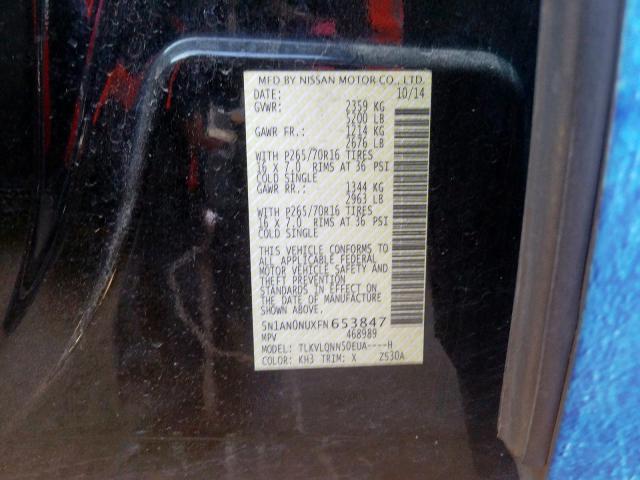 MFD BY NISSAN MOTOR CO., LTD.
DATE: 10/14
GVWR: 2359 KG
5200 LB
GAWR FR.: 1214 KG
2676 LB
WITH P265/70R16 TIRES
16 X 7.0 RIMS AT 36 PSI
COLD SINGLE
GAWR RR.: 1344 KG
2963 LB
WITH P265/70R16 TIRES
16 X 7.0 RIMS AT 36 PSI
COLD SINGLE
THIS VEHICLE CONFORMS TO
ALL APPLICABLE FEDERAL
MOTOR VEHICLE SAFETY AND
THEFT PREVENTION
STANDARDS IN EFFECT ON
THE DATE OF MANUFACTURE
SHOWN ABOVE.
5N1AN0NUXFN653847
MPV 468989
MODEL: TLKVLQNN50EUA----H
COLOR: KH3 TRIM: X Z530A